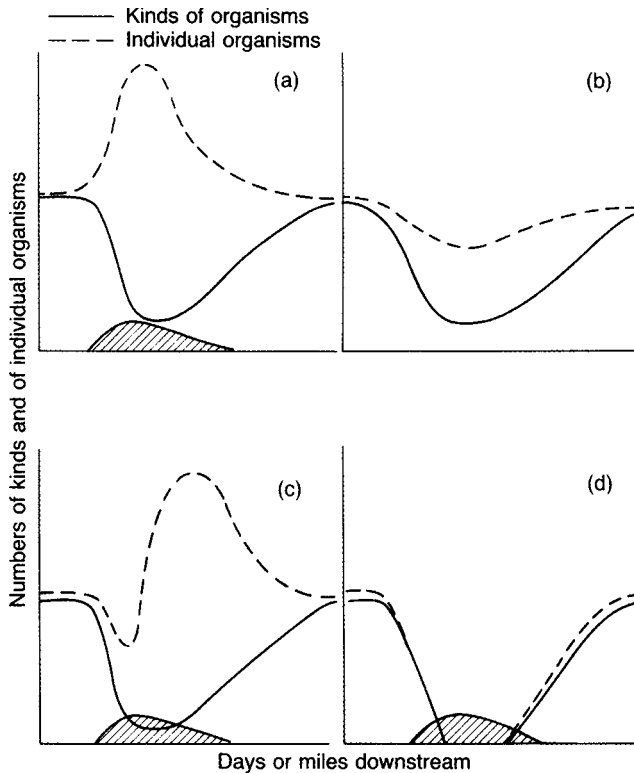 Kinds of organisms
Individual organisms
(a)
(b)
Numbers of kinds and of individual organisms
(c)
(d)
Days or miles downstream